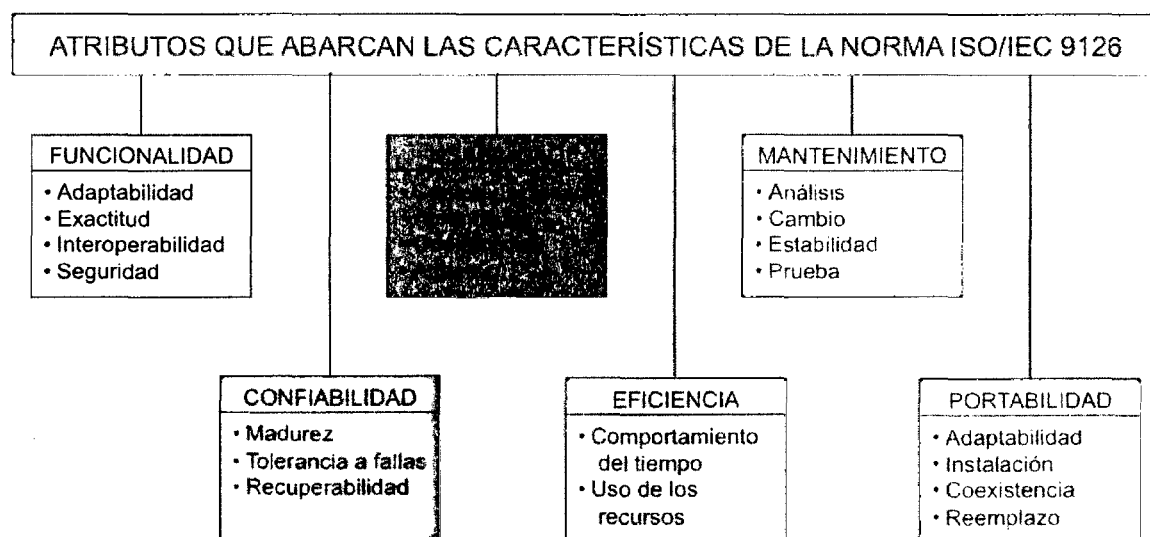 ATRIBUTOS QUE ABARCAN LAS CARACTERÍSTICAS DE LA NORMA ISO/IEC 9126
FUNCIONALIDAD
• Adaptabilidad
• Exactitud
• Interoperabilidad
• Seguridad
MANTENIMIENTO
• Análisis
• Cambio
• Estabilidad
• Prueba
CONFIABILIDAD
• Madurez
• Tolerancia a fallas
• Recuperabilidad
EFICIENCIA
• Comportamiento
del tiempo
• Uso de los
recursos
PORTABILIDAD
• Adaptabilidad
• Instalación
• Coexistencia
• Reemplazo